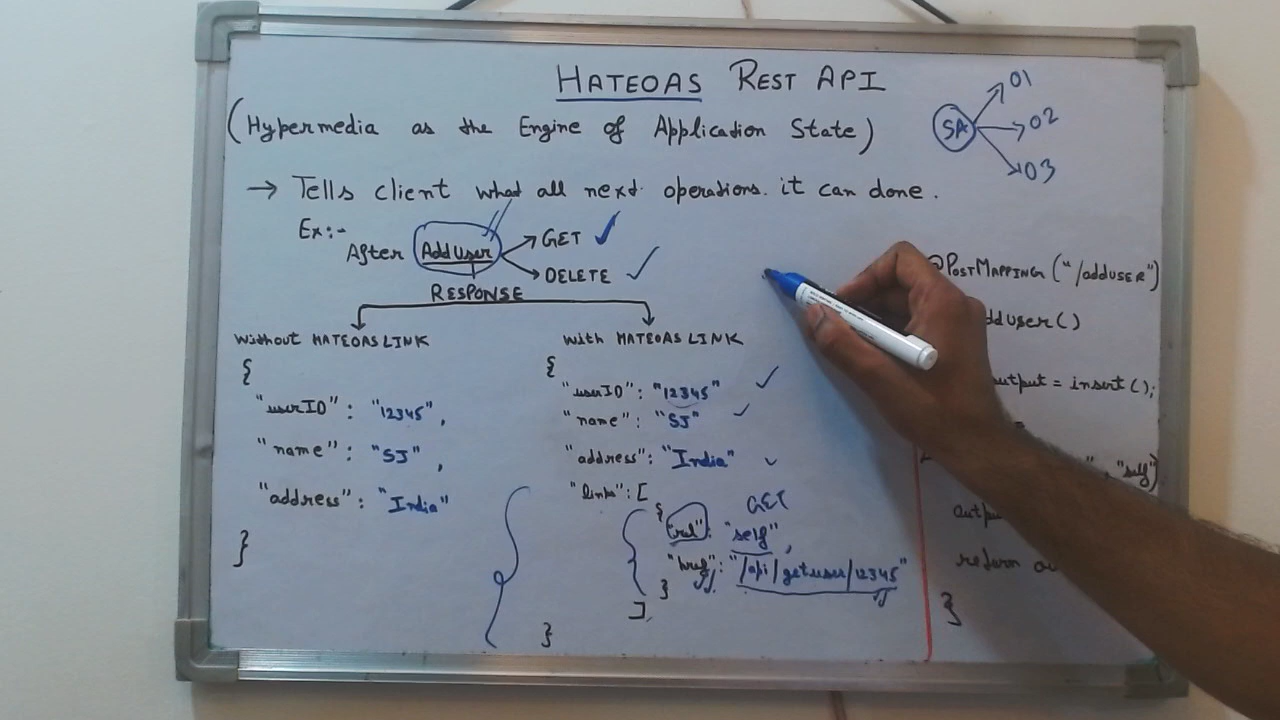 HATEOAS REST API
(Hypermedia as the Engine of Application State)
SA
01
02
03
→ Tells client what all next operations. it can done.
Ex:-
After Add User
GET ✓
DELETE ✓
RESPONSE
Without HATEOAS LINK
{
"userID": "12345",
"name": "SJ",
"address": "India"
}
With HATEOAS LINK
{
"userID": "12345" ✓
"name": "SJ" ✓
"address": "India" ✓
"links": [
GET
{
"rel": "self",
"href": "/api/getuser/12345"
}
],
}
@POSTMAPPING ("/adduser")
User()
= insert();
", "self")
return
}